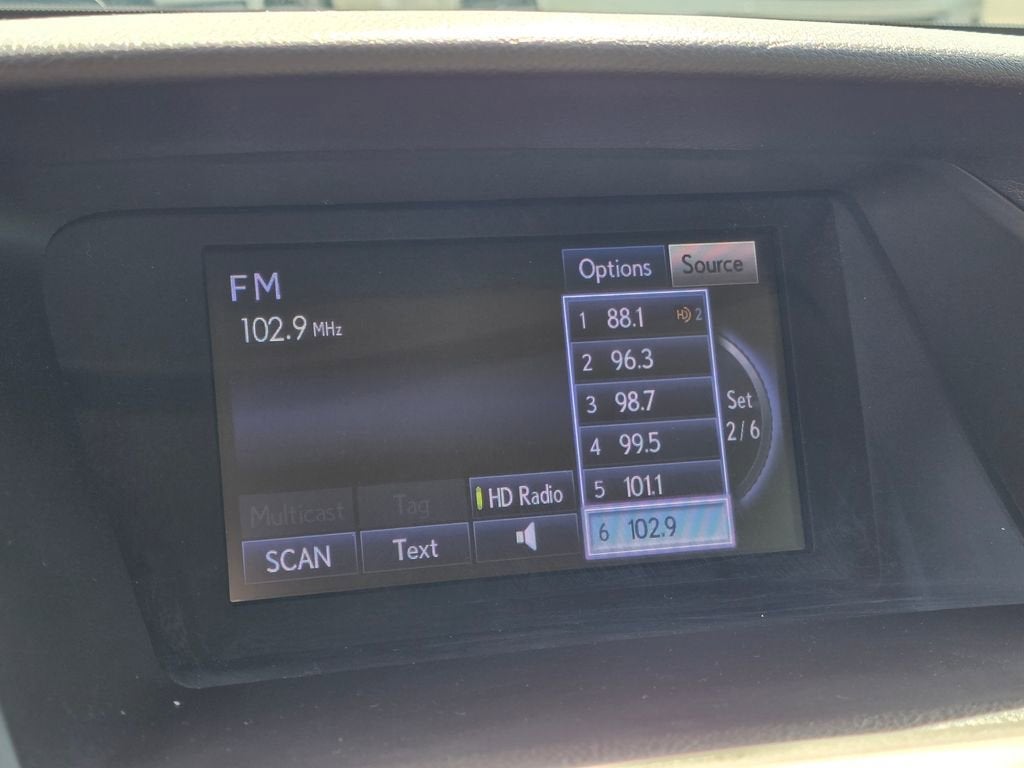 FM
102.9 MHz
Options
Source
1 88.1 HD 2
2 96.3
3 98.7
4 99.5
5 101.1
6 102.9
Set
2/6
Multicast
Tag
HD Radio
SCAN
Text